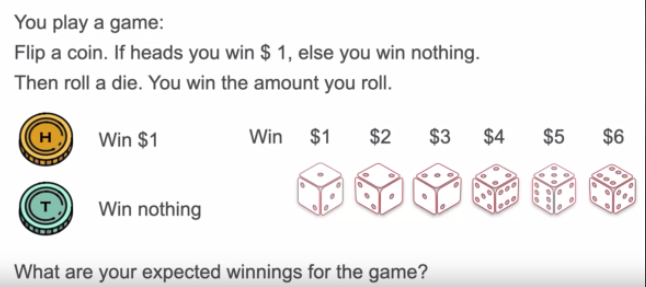 You play a game:
Flip a coin. If heads you win $ 1, else you win nothing.
Then roll a die. You win the amount you roll.
H Win $1 Win $1 $2 $3 $4 $5 $6
T Win nothing
What are your expected winnings for the game?